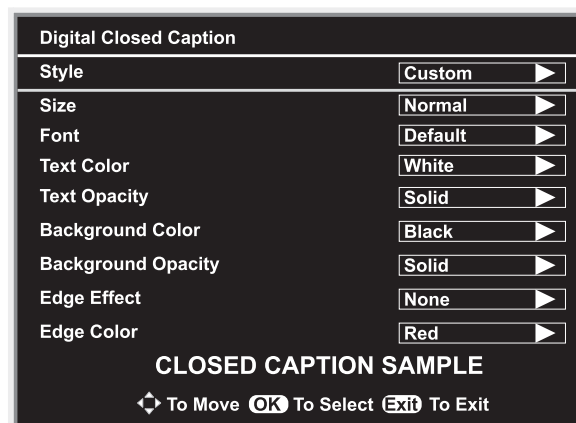 Digital Closed Caption
Style Custom
Size Normal
Font Default
Text Color White
Text Opacity Solid
Background Color Black
Background Opacity Solid
Edge Effect None
Edge Color Red
CLOSED CAPTION SAMPLE
To Move OK To Select Exit To Exit